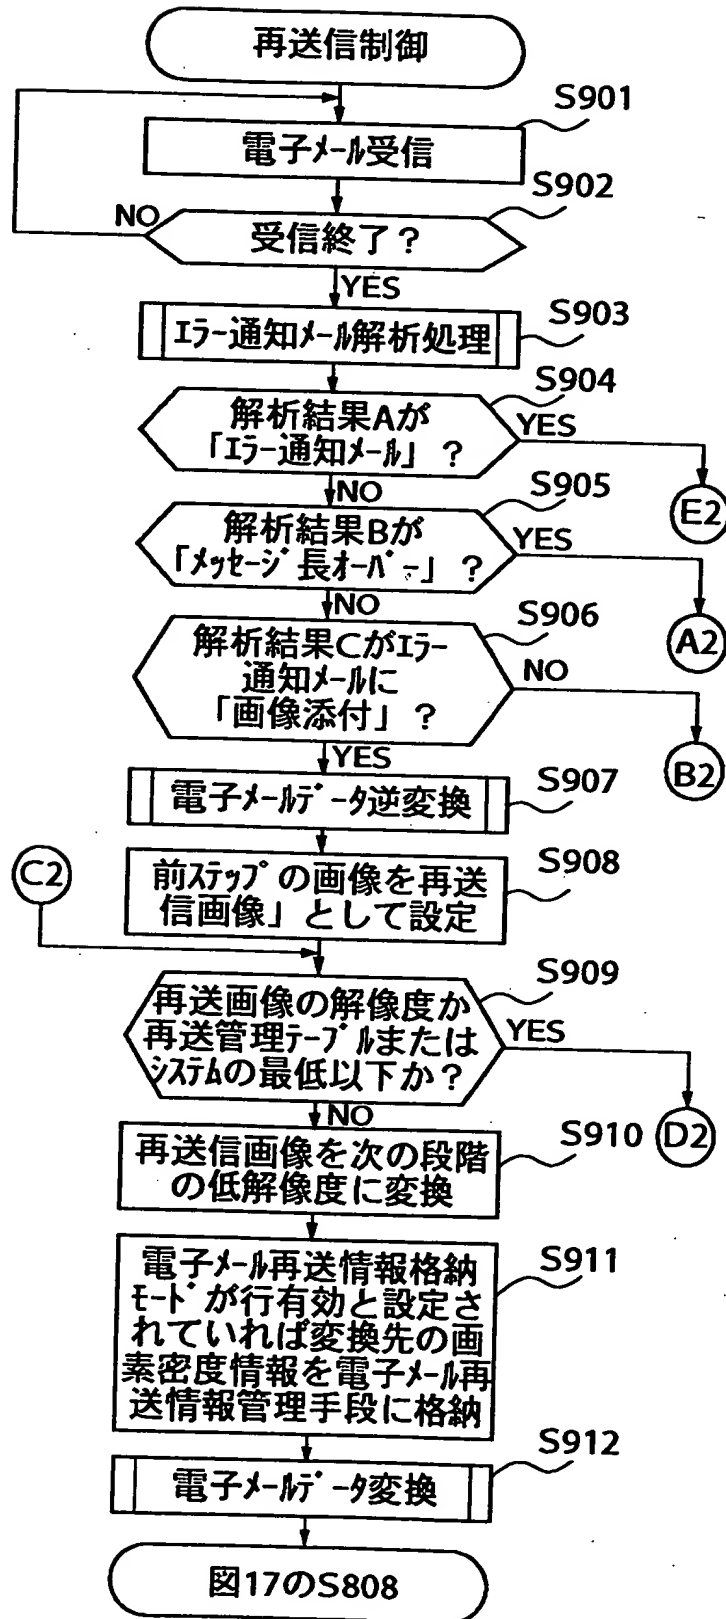 再送信制御
S901
電子メール受信
S902
NO
受信終了?
YES
S903
エラー通知メール解析処理
S904
解析結果Aが
「エラー通知メール」?
YES
E2
NO
S905
解析結果Bが
「メッセージ長オーバー」?
YES
A2
NO
S906
解析結果Cがエラー
通知メールに
「画像添付」?
NO
B2
YES
S907
電子メールデータ逆変換
C2
S908
前ステップの画像を再送
信画像」として設定
S909
再送画像の解像度か
再送管理テーブルまたは
システムの最低以下か?
YES
D2
NO
S910
再送信画像を次の段階
の低解像度に変換
S911
電子メール再送情報格納
モードが行有効と設定さ
れていれば変換先の画
素密度情報を電子メール再
送情報管理手段に格納
S912
電子メールデータ変換
図17のS808